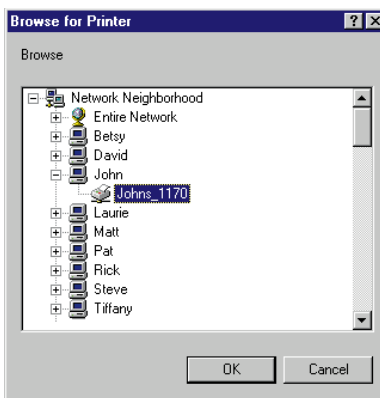 Browse for Printer
Browse
Network Neighborhood
Entire Network
Betsy
David
John
Johns_1170
Laurie
Matt
Pat
Rick
Steve
Tiffany
OK Cancel